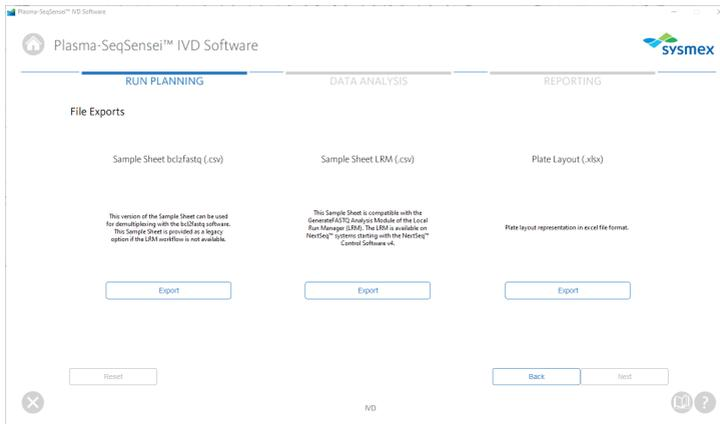 Plasma-SeqSensei™ IVD Software
Plasma-SeqSensei™ IVD Software
sysmex
RUN PLANNING
DATA ANALYSIS
REPORTING
File Exports
Sample Sheet bcl2fastq (.csv)
This version of the Sample Sheet can be used
for demultiplexing with the bcl2fastq software.
This Sample Sheet is provided as a legacy
option if the LRM workflow is not available.
Export
Sample Sheet LRM (.csv)
This Sample Sheet is compatible with the
GenerateFASTQ Analysis Module of the Local
Run Manager (LRM). The LRM is available on
NextSeq™ systems starting with the NextSeq™
Control Software v4.
Export
Plate Layout (.xlsx)
Plate layout representation in excel file format.
Export
Reset
Back
Next
IVD
?